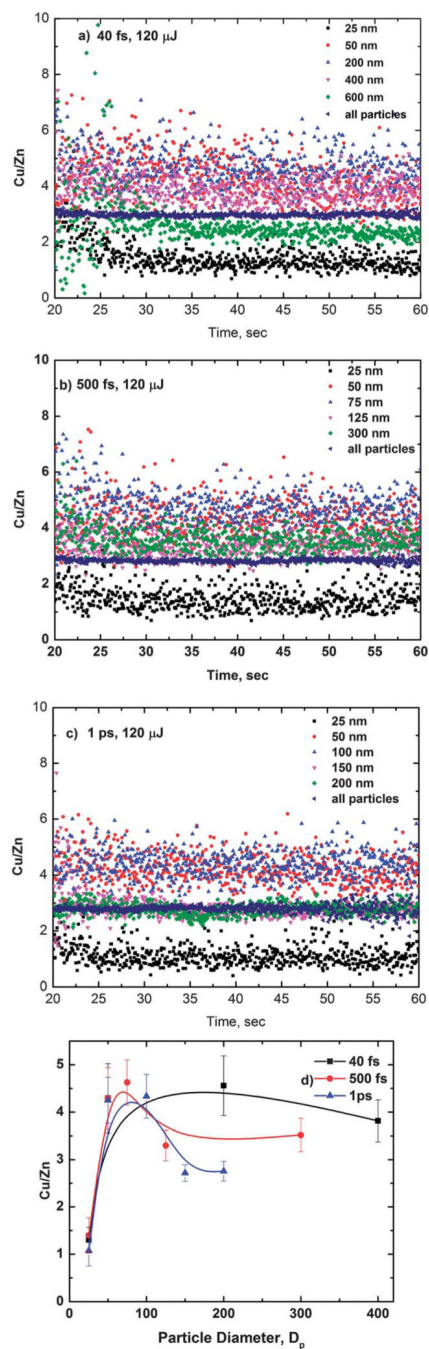 a) 40 fs, 120 µJ
25 nm
50 nm
200 nm
400 nm
600 nm
all particles
10
8
6
4
2
0
Cu/Zn
20 25 30 35 40 45 50 55 60
Time, sec
b) 500 fs, 120 µJ
25 nm
50 nm
75 nm
125 nm
300 nm
all particles
10
8
6
4
2
0
Cu/Zn
20 25 30 35 40 45 50 55 60
Time, sec
c) 1 ps, 120 µJ
25 nm
50 nm
100 nm
150 nm
200 nm
all particles
10
8
6
4
2
0
Cu/Zn
20 25 30 35 40 45 50 55 60
Time, sec
d)
40 fs
500 fs
1ps
5
4
3
2
1
0
Cu/Zn
0 100 200 300 400
Particle Diameter, Dp